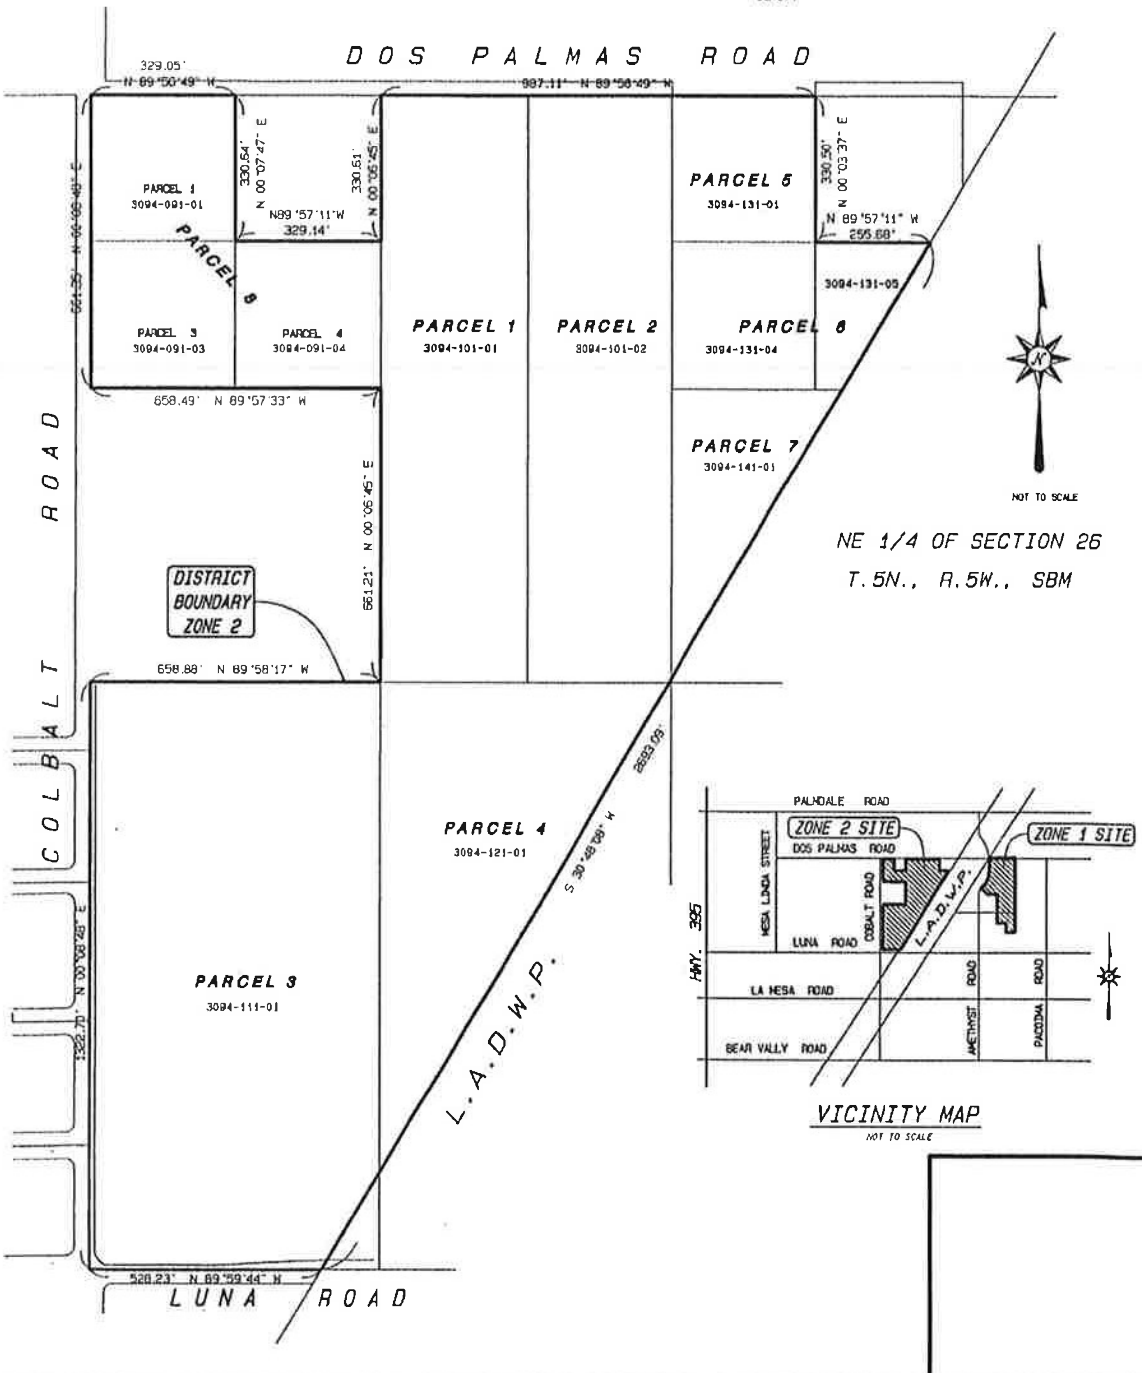 DOS PALMAS ROAD
329.05'
N 89°50'49" W
987.11' N 89°58'49" W
330.64'
N 00°07'47" E
330.61'
N 00°06'45" E
330.50'
N 00°03'37" E
PARCEL 1
3094-091-01
N89°57'11"W
329.14'
PARCEL 5
3094-131-01
N 89°57'11" W
255.68'
PARCEL 8
3094-131-05
PARCEL 3
3094-091-03
PARCEL 4
3094-091-04
PARCEL 1
3094-101-01
PARCEL 2
3094-101-02
PARCEL 6
3094-131-04
658.49' N 89°57'33" W
PARCEL 7
3094-141-01
N
NOT TO SCALE
NE 1/4 OF SECTION 26
T.5N., R.5W., SBM
661.21' N 00°06'45" E
DISTRICT
BOUNDARY
ZONE 2
658.88' N 89°58'17" W
COLBALT ROAD
2693.09'
S 30°48'08" W
PARCEL 4
3094-121-01
L.A.D.W.P.
1322.70' N 00°08'48" E
PARCEL 3
3094-111-01
528.23' N 89°59'44" W
LUNA ROAD
PALMDALE ROAD
ZONE 2 SITE
ZONE 1 SITE
DOS PALMAS ROAD
MESA LINDA STREET
COBALT ROAD
L.A.D.W.P.
HWY. 395
LUNA ROAD
LA MESA ROAD
AMETHYST ROAD
PACOIMA ROAD
BEAR VALLY ROAD
VICINITY MAP
NOT TO SCALE